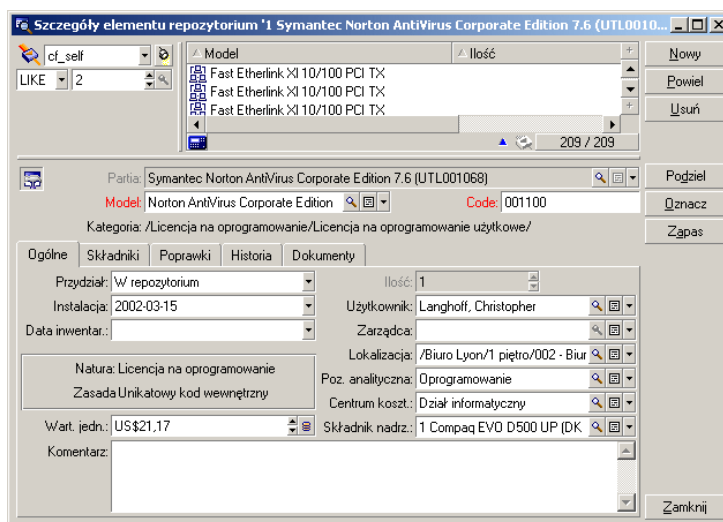 Szczegóły elementu repozytorium '1 Symantec Norton AntiVirus Corporate Edition 7.6 (UTL0010...
cf_self
LIKE 2
Model Ilość
Fast Etherlink Xl 10/100 PCI TX
Fast Etherlink Xl 10/100 PCI TX
Fast Etherlink Xl 10/100 PCI TX
209 / 209
Nowy
Powiel
Usuń
Partia: Symantec Norton AntiVirus Corporate Edition 7.6 (UTL001068)
Model: Norton AntiVirus Corporate Edition Code: 001100
Kategoria: /Licencja na oprogramowanie/Licencja na oprogramowanie użytkowe/
Podziel
Oznacz
Zapas
Ogólne Składniki Poprawki Historia Dokumenty
Przydział: W repozytorium Ilość: 1
Instalacja: 2002-03-15 Użytkownik: Langhoff, Christopher
Data inwentar.: Zarządca:
Lokalizacja: /Biuro Lyon/1 piętro/002 - Biur
Natura: Licencja na oprogramowanie
Zasada Unikatowy kod wewnętrzny
Poz. analityczna: Oprogramowanie
Centrum koszt.: Dział informatyczny
Wart. jedn.: US$21,17 Składnik nadrz.: 1 Compaq EVO D500 UP (DK
Komentarz:
Zamknij